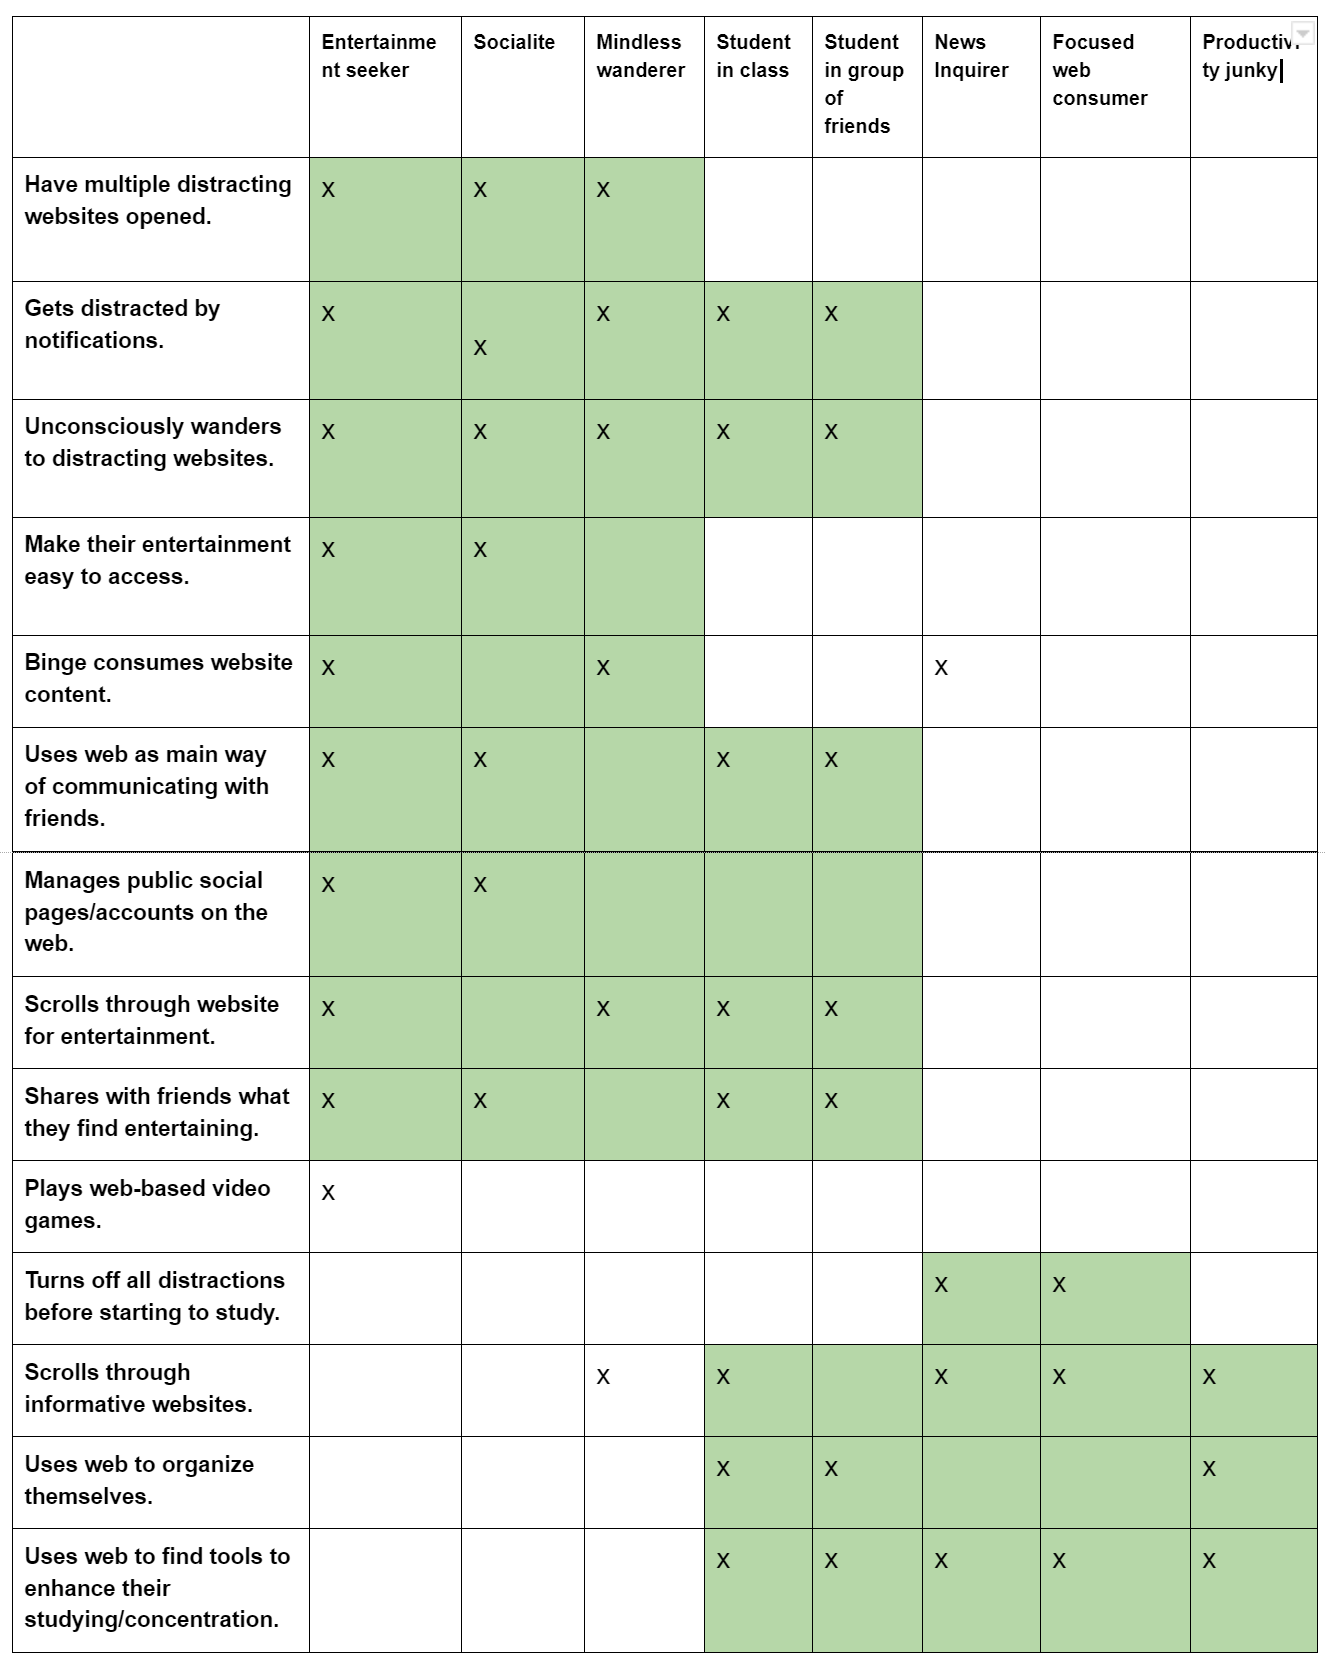 Entertainme
nt seeker
Socialite
Mindless
wanderer
Student
in class
Student
in group
of
friends
News
Inquirer
Focused
web
consumer
Productivi
ty junky
Have multiple distracting
websites opened.
X X X
Gets distracted by
notifications.
X X X X X
Unconsciously wanders
to distracting websites.
X X X X X
Make their entertainment
easy to access.
X X
Binge consumes website
content.
X X X
Uses web as main way
of communicating with
friends.
X X X X
Manages public social
pages/accounts on the
web.
X X
Scrolls through website
for entertainment.
X X X X
Shares with friends what
they find entertaining.
X X X X
Plays web-based video
games.
X
Turns off all distractions
before starting to study.
X X
Scrolls through
informative websites.
X X X X X
Uses web to organize
themselves.
X X X
Uses web to find tools to
enhance their
studying/concentration.
X X X X X